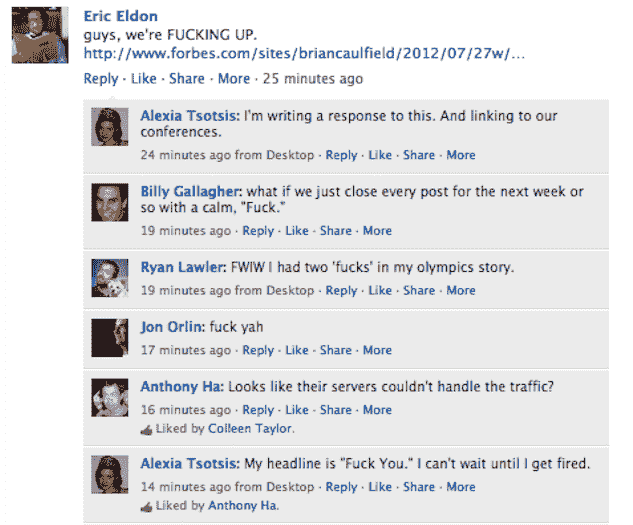 Eric Eldon
guys, we're FUCKING UP.
http://www.forbes.com/sites/briancaulfield/2012/07/27w/...
Reply · Like · Share · More · 25 minutes ago
Alexia Tsotsis: I'm writing a response to this. And linking to our
conferences.
24 minutes ago from Desktop · Reply · Like · Share · More
Billy Gallagher: what if we just close every post for the next week or
so with a calm, "Fuck."
19 minutes ago · Reply · Like · Share · More
Ryan Lawler: FWIW I had two 'fucks' in my olympics story.
19 minutes ago from Desktop · Reply · Like · Share · More
Jon Orlin: fuck yah
17 minutes ago · Reply · Like · Share · More
Anthony Ha: Looks like their servers couldn't handle the traffic?
16 minutes ago · Reply · Like · Share · More
Liked by Colleen Taylor.
Alexia Tsotsis: My headline is "Fuck You." I can't wait until I get fired.
14 minutes ago from Desktop · Reply · Like · Share · More
Liked by Anthony Ha.